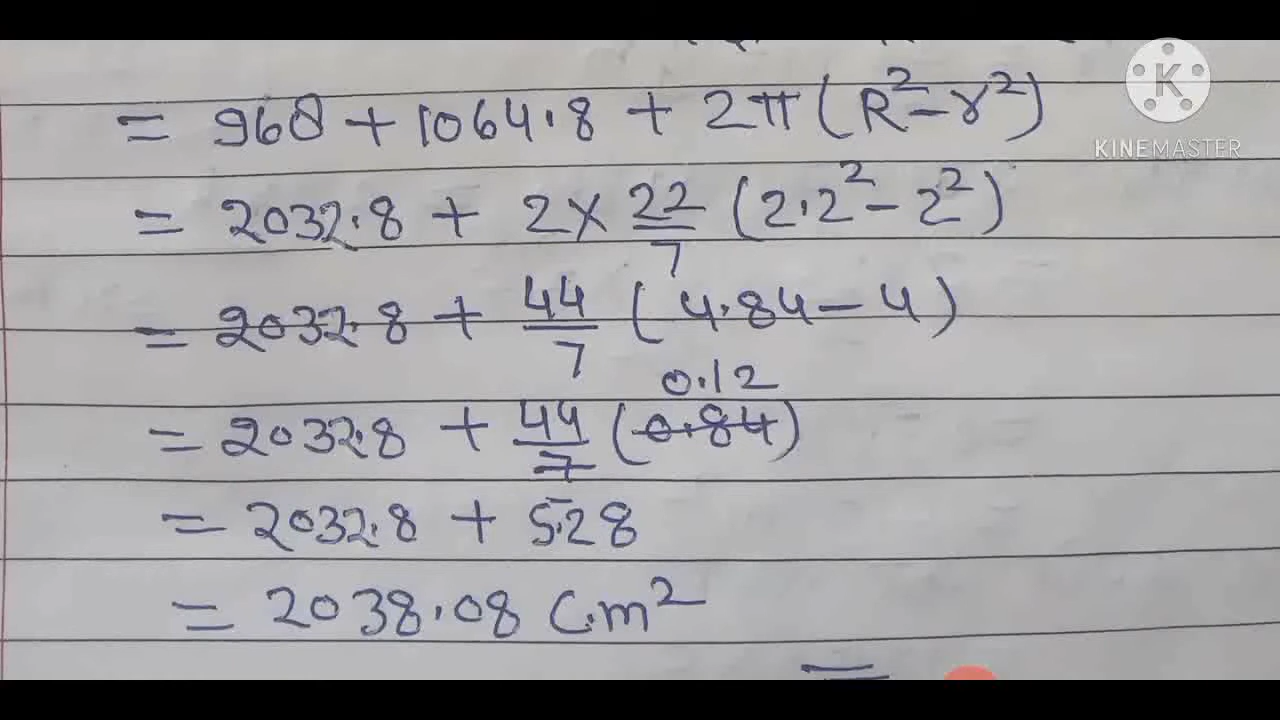 = 968 + 1064.8 + 2π (R² - r²)
K
KINEMASTER
= 2032.8 + 2 × 22/7 (2.2² - 2²)
= 2032.8 + 44/7 (4.84 - 4)
0.12
= 2032.8 + 44/7 (0.84)
= 2032.8 + 5.28
= 2038.08 C.m²